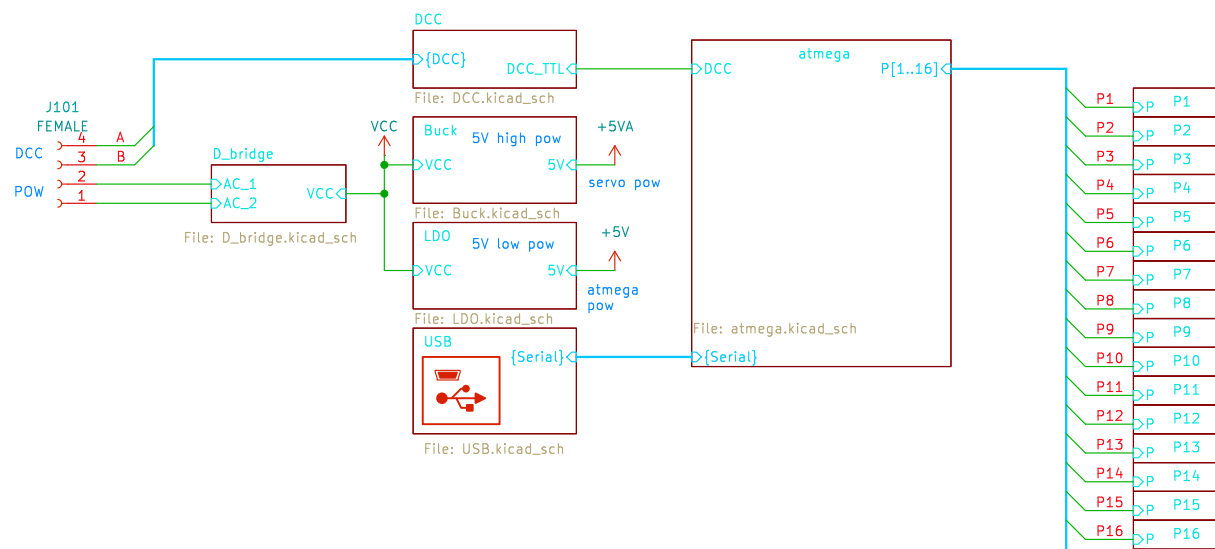 DCC
{DCC}
DCC_TTL
File: DCC.kicad_sch
atmega
DCC
P[1..16]
File: atmega.kicad_sch
{Serial}
J101
FEMALE
4 A
3 B
2
1
DCC
POW
D_bridge
AC_1
AC_2
VCC
File: D_bridge.kicad_sch
VCC
Buck
5V high pow
VCC
5V
File: Buck.kicad_sch
+5VA
servo pow
LDO
5V low pow
VCC
5V
File: LDO.kicad_sch
+5V
atmega
pow
USB
{Serial}
File: USB.kicad_sch
P1 P P1
P2 P P2
P3 P P3
P4 P P4
P5 P P5
P6 P P6
P7 P P7
P8 P P8
P9 P P9
P10 P P10
P11 P P11
P12 P P12
P13 P P13
P14 P P14
P15 P P15
P16 P P16